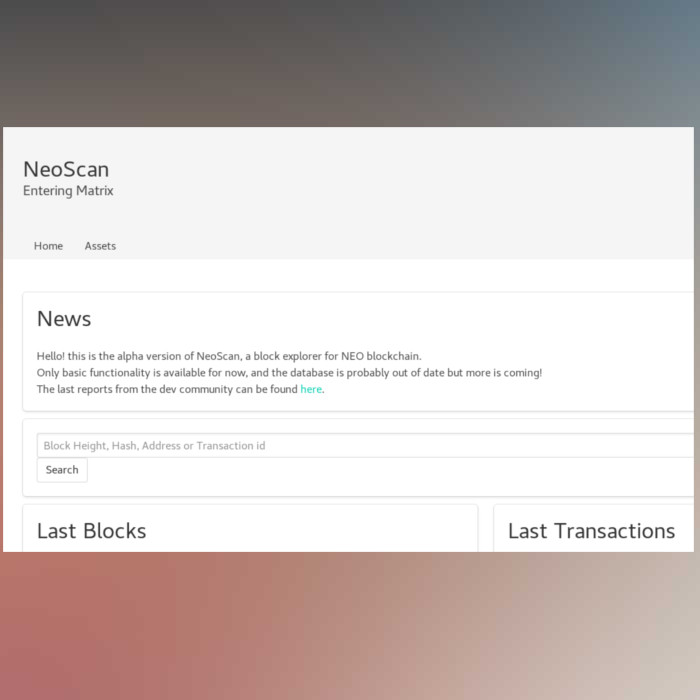 NeoScan
Entering Matrix
Home Assets
News
Hello! this is the alpha version of NeoScan, a block explorer for NEO blockchain.
Only basic functionality is available for now, and the database is probably out of date but more is coming!
The last reports from the dev community can be found here.
Block Height, Hash, Address or Transaction id
Search
Last Blocks Last Transactions